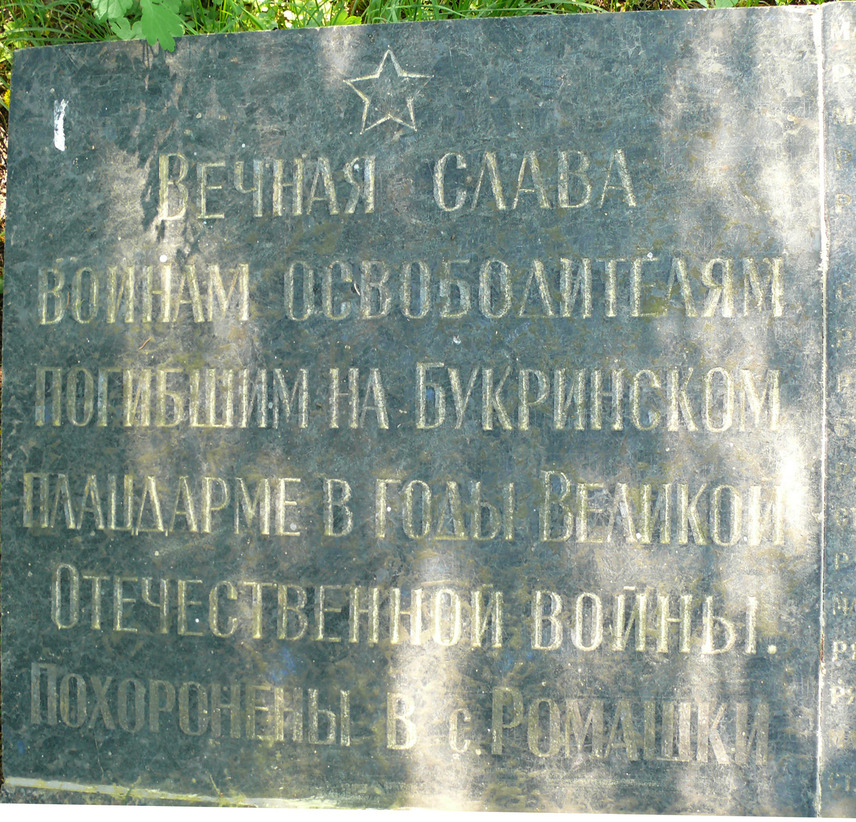 Вечная слава
воинам освободителям
погибшим на Букринском
плацдарме в годы Великой
Отечественной войны.
Похоронены в с. Ромашки